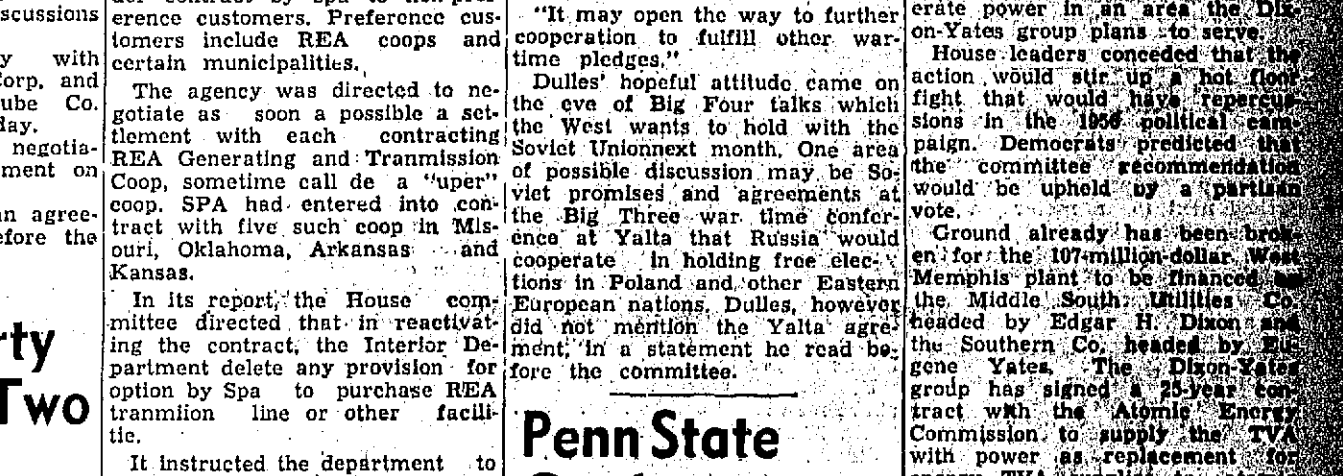 scussions
y with
Corp. and
ube Co.
day.
negotia-
ment on
an agree-
efore the
rty
Two
erence customers. Preference cus-
tomers include REA coops and
certain municipalities.
The agency was directed to ne-
gotiate as soon a possible a set-
tlement with each contracting
REA Generating and Tranmission
Coop, sometime call de a "uper"
coop. SPA had entered into con-
tract with five such coop in Mis-
ouri, Oklahoma, Arkansas and
Kansas.
In its report, the House com-
mittee directed that in reactivat-
ing the contract, the Interior De-
partment delete any provision for
option by Spa to purchase REA
tranmiion line or other facili-
tie.
It instructed the department to
"It may open the way to further
cooperation to fulfill other war-
time pledges."
Dulles' hopeful attitude came on
the eve of Big Four talks which
the West wants to hold with the
Soviet Unionnext month. One area
of possible discussion may be So-
viet promises and agreements at
the Big Three war time confer-
ence at Yalta that Russia would
cooperate in holding free elec-
tions in Poland and other Eastern
European nations. Dulles, however
did not mention the Yalta agre-
ment, in a statement he read be-
fore the committee.
Penn State
erate power in an area the Dix-
on-Yates group plans to serve.
House leaders conceded that the
action would stir up a hot floor
fight that would have repercus-
sions in the 1956 political cam-
paign. Democrats predicted that
the committee recommendation
would be upheld by a partisan
vote.
Ground already has been brok-
en for the 107-million-dollar West
Memphis plant to be financed
the Middle South Utilities Co.
headed by Edgar H. Dixon and
the Southern Co. headed by Eu-
gene Yates. The Dixon-Yates
group has signed a 25-year con-
tract with the Atomic Energy
Commission to supply the TVA
with power as replacement for